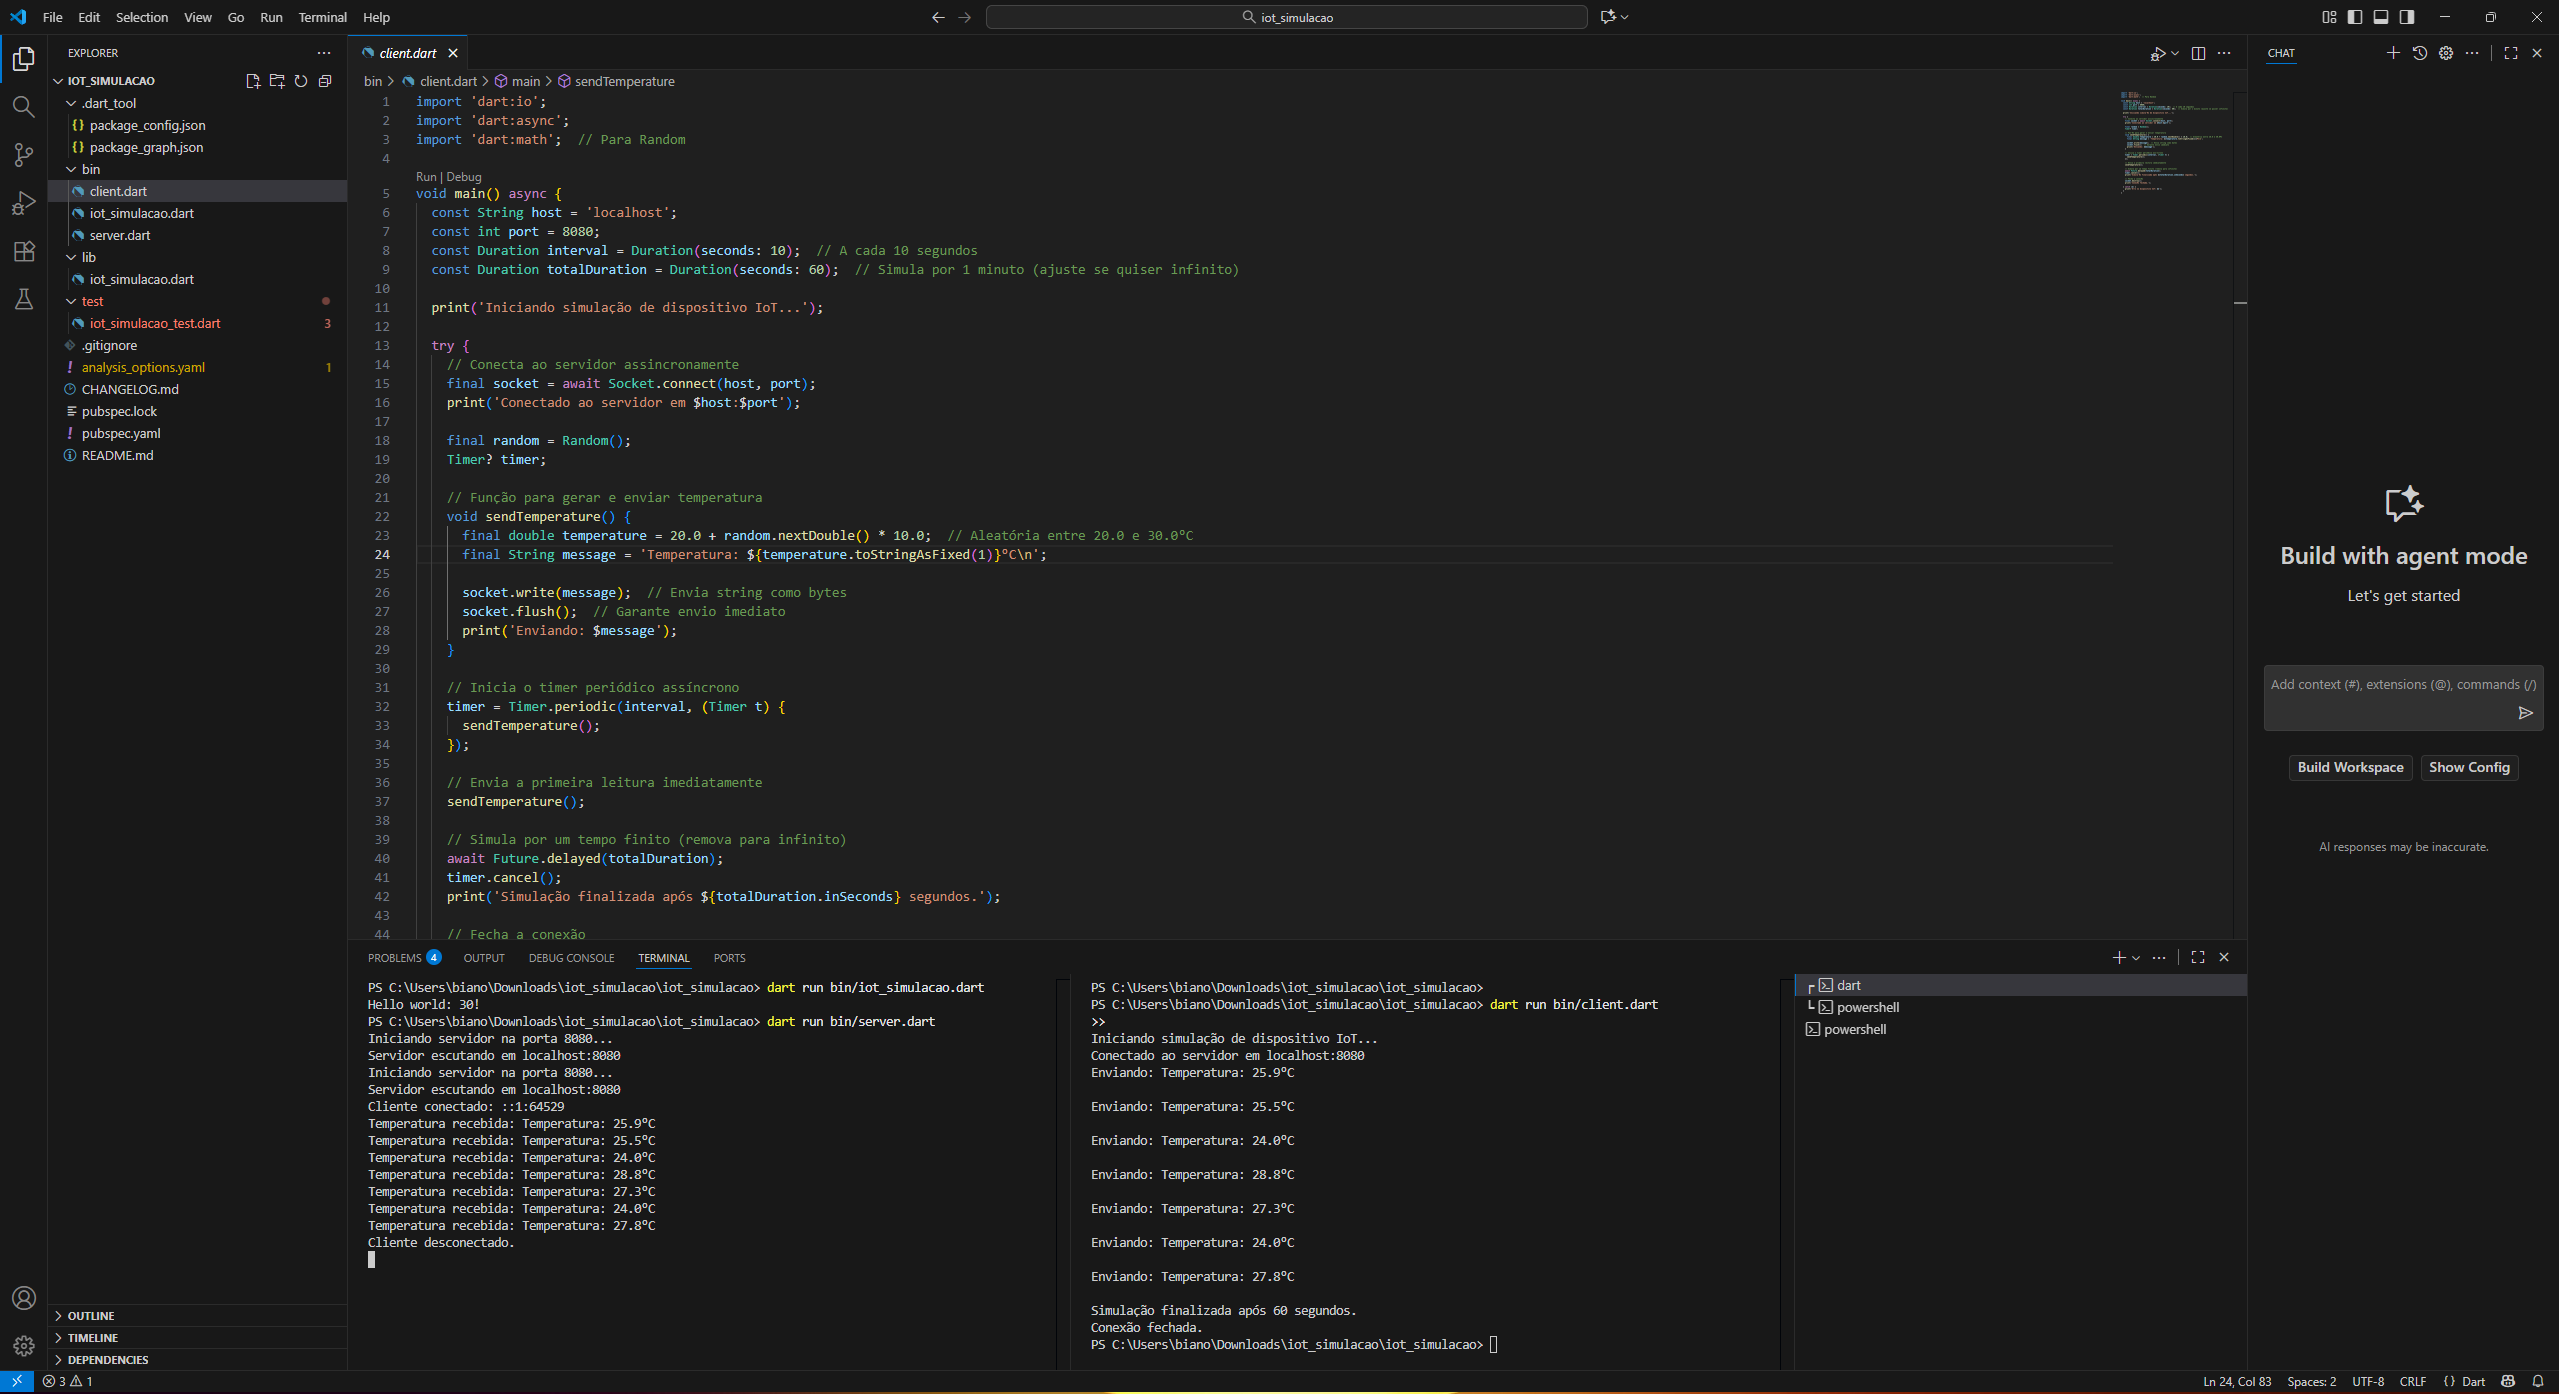 File Edit Selection View Go Run Terminal Help
iot_simulacao
EXPLORER
IOT_SIMULACAO
.dart_tool
package_config.json
package_graph.json
bin
client.dart
iot_simulacao.dart
server.dart
lib
iot_simulacao.dart
test
iot_simulacao_test.dart 3
.gitignore
analysis_options.yaml 1
CHANGELOG.md
pubspec.lock
pubspec.yaml
README.md
OUTLINE
TIMELINE
DEPENDENCIES
client.dart
bin > client.dart > main > sendTemperature
1 import 'dart:io';
2 import 'dart:async';
3 import 'dart:math';  // Para Random
4
Run | Debug
5 void main() async {
6 const String host = 'localhost';
7 const int port = 8080;
8 const Duration interval = Duration(seconds: 10);  // A cada 10 segundos
9 const Duration totalDuration = Duration(seconds: 60);  // Simula por 1 minuto (ajuste se quiser infinito)
10
11 print('Iniciando simulação de dispositivo IoT...');
12
13 try {
14 // Conecta ao servidor assincronamente
15 final socket = await Socket.connect(host, port);
16 print('Conectado ao servidor em $host:$port');
17
18 final random = Random();
19 Timer? timer;
20
21 // Função para gerar e enviar temperatura
22 void sendTemperature() {
23 final double temperature = 20.0 + random.nextDouble() * 10.0;  // Aleatória entre 20.0 e 30.0°C
24 final String message = 'Temperatura: ${temperature.toStringAsFixed(1)}°C\n';
25
26 socket.write(message);  // Envia string como bytes
27 socket.flush();  // Garante envio imediato
28 print('Enviando: $message');
29 }
30
31 // Inicia o timer periódico assíncrono
32 timer = Timer.periodic(interval, (Timer t) {
33 sendTemperature();
34 });
35
36 // Envia a primeira leitura imediatamente
37 sendTemperature();
38
39 // Simula por um tempo finito (remova para infinito)
40 await Future.delayed(totalDuration);
41 timer.cancel();
42 print('Simulação finalizada após ${totalDuration.inSeconds} segundos.');
43
44 // Fecha a conexão
PROBLEMS 4 OUTPUT DEBUG CONSOLE TERMINAL PORTS
PS C:\Users\biano\Downloads\iot_simulacao\iot_simulacao> dart run bin/iot_simulacao.dart
Hello world: 30!
PS C:\Users\biano\Downloads\iot_simulacao\iot_simulacao> dart run bin/server.dart
Iniciando servidor na porta 8080...
Servidor escutando em localhost:8080
Iniciando servidor na porta 8080...
Servidor escutando em localhost:8080
Cliente conectado: ::1:64529
Temperatura recebida: Temperatura: 25.9°C
Temperatura recebida: Temperatura: 25.5°C
Temperatura recebida: Temperatura: 24.0°C
Temperatura recebida: Temperatura: 28.8°C
Temperatura recebida: Temperatura: 27.3°C
Temperatura recebida: Temperatura: 24.0°C
Temperatura recebida: Temperatura: 27.8°C
Cliente desconectado.
PS C:\Users\biano\Downloads\iot_simulacao\iot_simulacao>
PS C:\Users\biano\Downloads\iot_simulacao\iot_simulacao> dart run bin/client.dart
>>
Iniciando simulação de dispositivo IoT...
Conectado ao servidor em localhost:8080
Enviando: Temperatura: 25.9°C
Enviando: Temperatura: 25.5°C
Enviando: Temperatura: 24.0°C
Enviando: Temperatura: 28.8°C
Enviando: Temperatura: 27.3°C
Enviando: Temperatura: 24.0°C
Enviando: Temperatura: 27.8°C
Simulação finalizada após 60 segundos.
Conexão fechada.
PS C:\Users\biano\Downloads\iot_simulacao\iot_simulacao>
dart
powershell
powershell
CHAT
Build with agent mode
Let's get started
Add context (#), extensions (@), commands (/)
Build Workspace Show Config
AI responses may be inaccurate.
3 1
Ln 24, Col 83 Spaces: 2 UTF-8 CRLF {} Dart